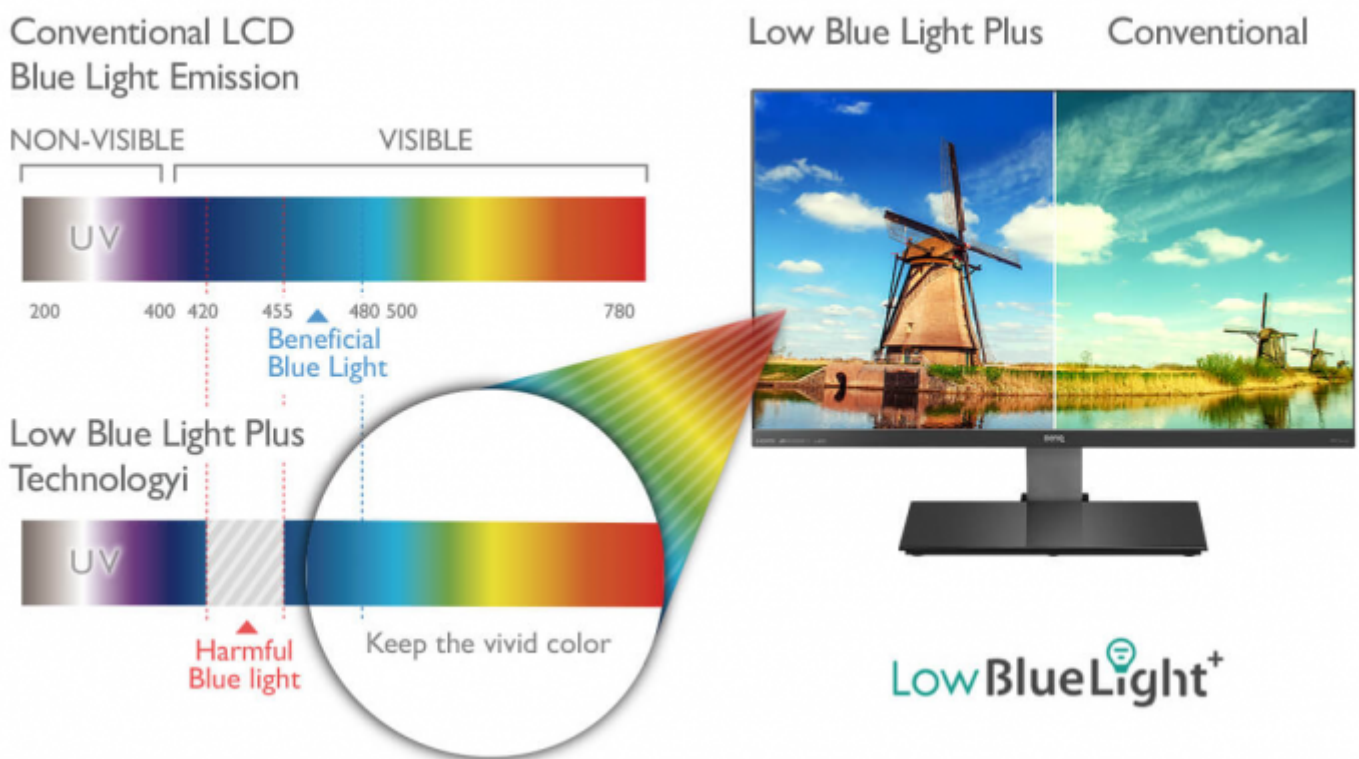 Conventional LCD
Blue Light Emission
NON-VISIBLE
VISIBLE
UV
200
400
420
455
480
500
780
Beneficial
Blue Light
Low Blue Light Plus
Technologyi
UV
Harmful
Blue light
Keep the vivid color
Low Blue Light Plus
Conventional
BenQ
LowBlueLight+